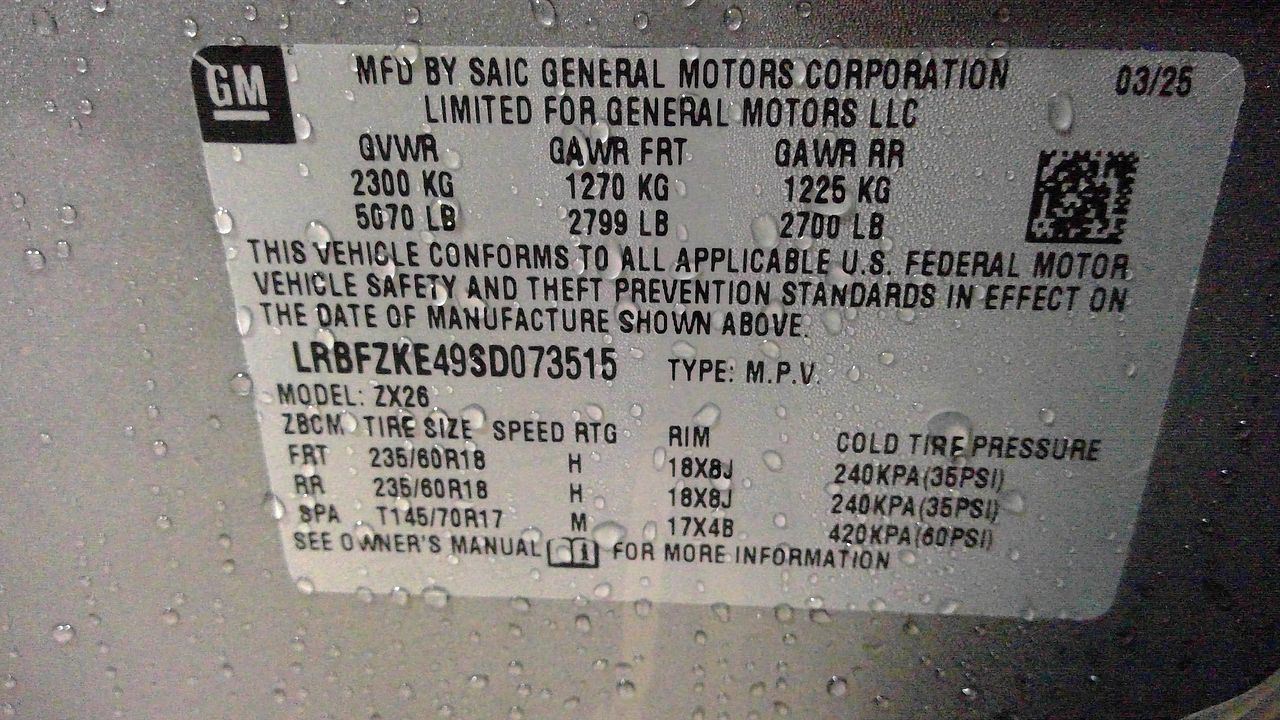 GM
MFD BY SAIC GENERAL MOTORS CORPORATION 03/25
LIMITED FOR GENERAL MOTORS LLC
GVWR GAWR FRT GAWR RR
2300 KG 1270 KG 1225 KG
5070 LB 2799 LB 2700 LB
THIS VEHICLE CONFORMS TO ALL APPLICABLE U.S. FEDERAL MOTOR
VEHICLE SAFETY AND THEFT PREVENTION STANDARDS IN EFFECT ON
THE DATE OF MANUFACTURE SHOWN ABOVE.
LRBFZKE49SD073515 TYPE: M.P.V.
MODEL: ZX26
ZBCM TIRE SIZE SPEED RTG RIM COLD TIRE PRESSURE
FRT 235/60R18 H 18X8J 240KPA(35PSI)
RR 235/60R18 H 18X8J 240KPA(35PSI)
SPA T145/70R17 M 17X4B 420KPA(60PSI)
SEE OWNER'S MANUAL FOR MORE INFORMATION